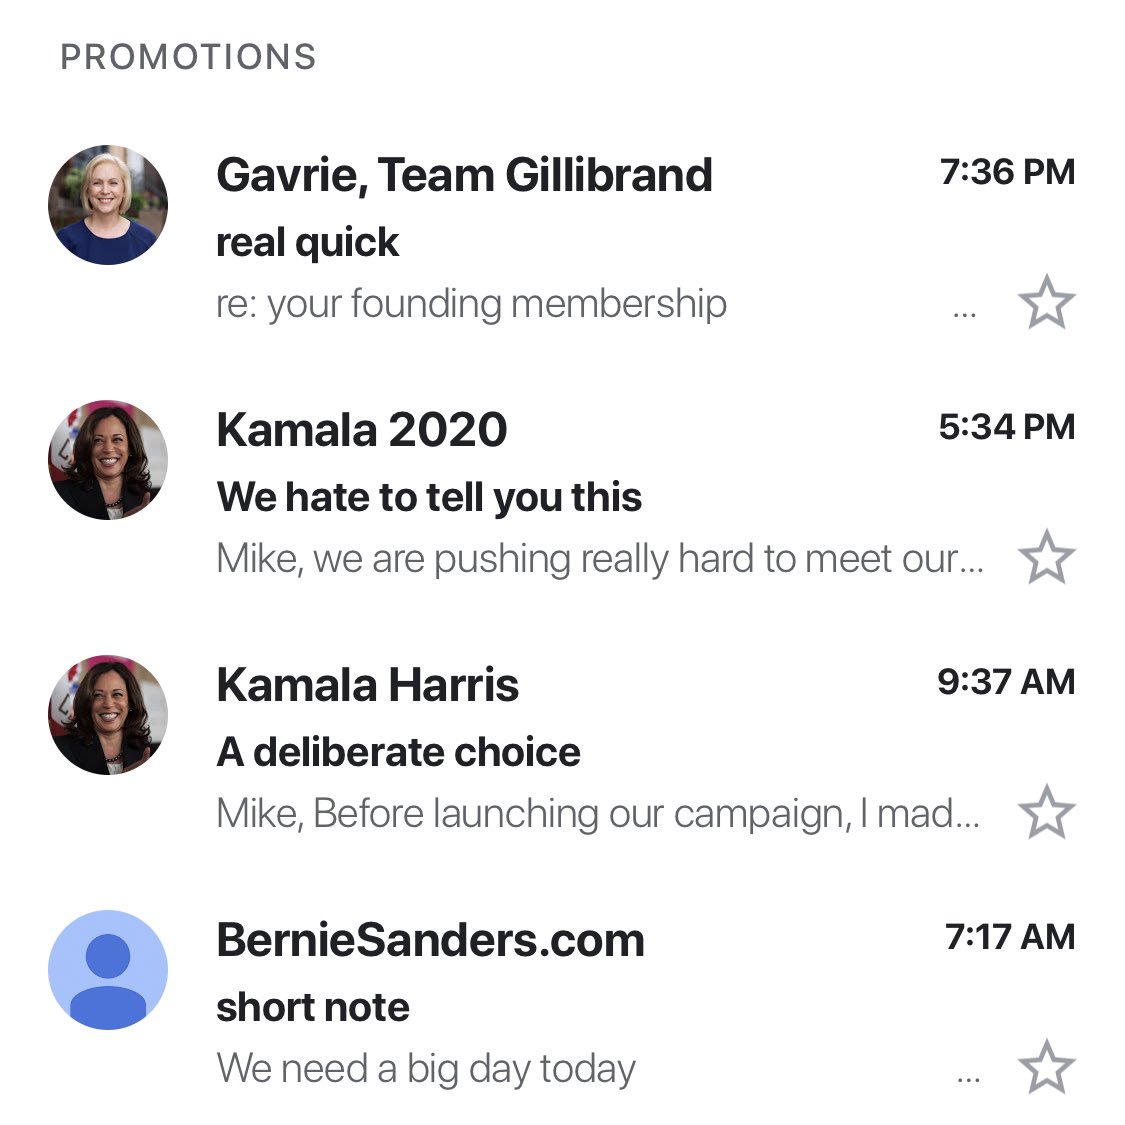 PROMOTIONS
Gavrie, Team Gillibrand 7:36 PM
real quick
re: your founding membership ...
Kamala 2020 5:34 PM
We hate to tell you this
Mike, we are pushing really hard to meet our...
Kamala Harris 9:37 AM
A deliberate choice
Mike, Before launching our campaign, I mad...
BernieSanders.com 7:17 AM
short note
We need a big day today ...